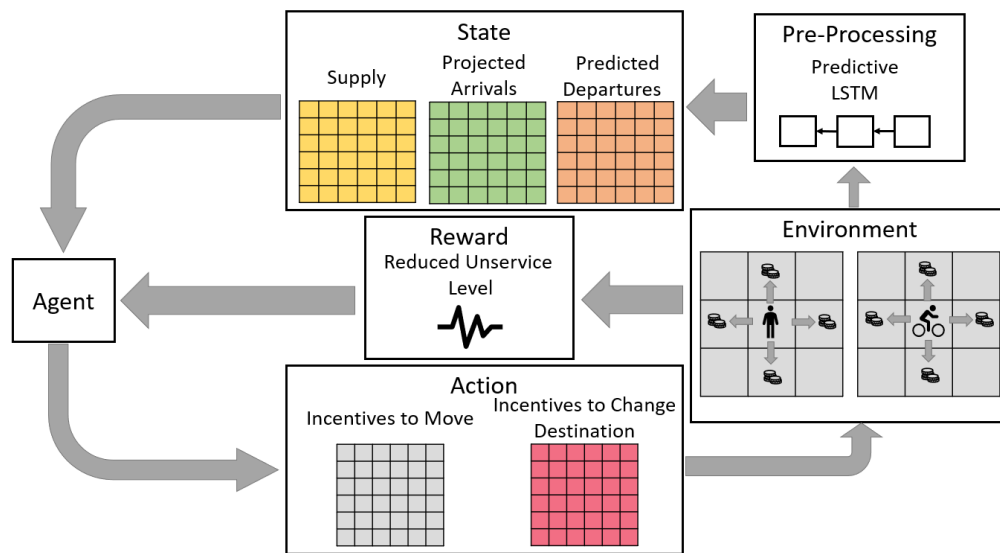 State
Supply
Projected
Arrivals
Predicted
Departures
Pre-Processing
Predictive
LSTM
Agent
Reward
Reduced Unservice
Level
Environment
Action
Incentives to Move
Incentives to Change
Destination